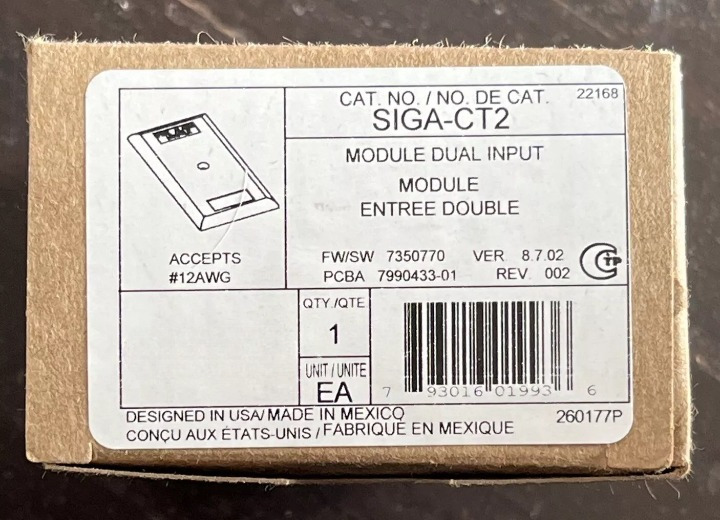 CAT. NO. / NO. DE CAT. 22168
SIGA-CT2
MODULE DUAL INPUT
MODULE
ENTREE DOUBLE
ACCEPTS
#12AWG
FW/SW 7350770 VER 8.7.02
PCBA 7990433-01 REV. 002
QTY./QTE
1
UNIT / UNITE
EA
7 93016 01993 6
DESIGNED IN USA/ MADE IN MEXICO
CONÇU AUX ÉTATS-UNIS / FABRIQUÉ EN MEXIQUE
260177P